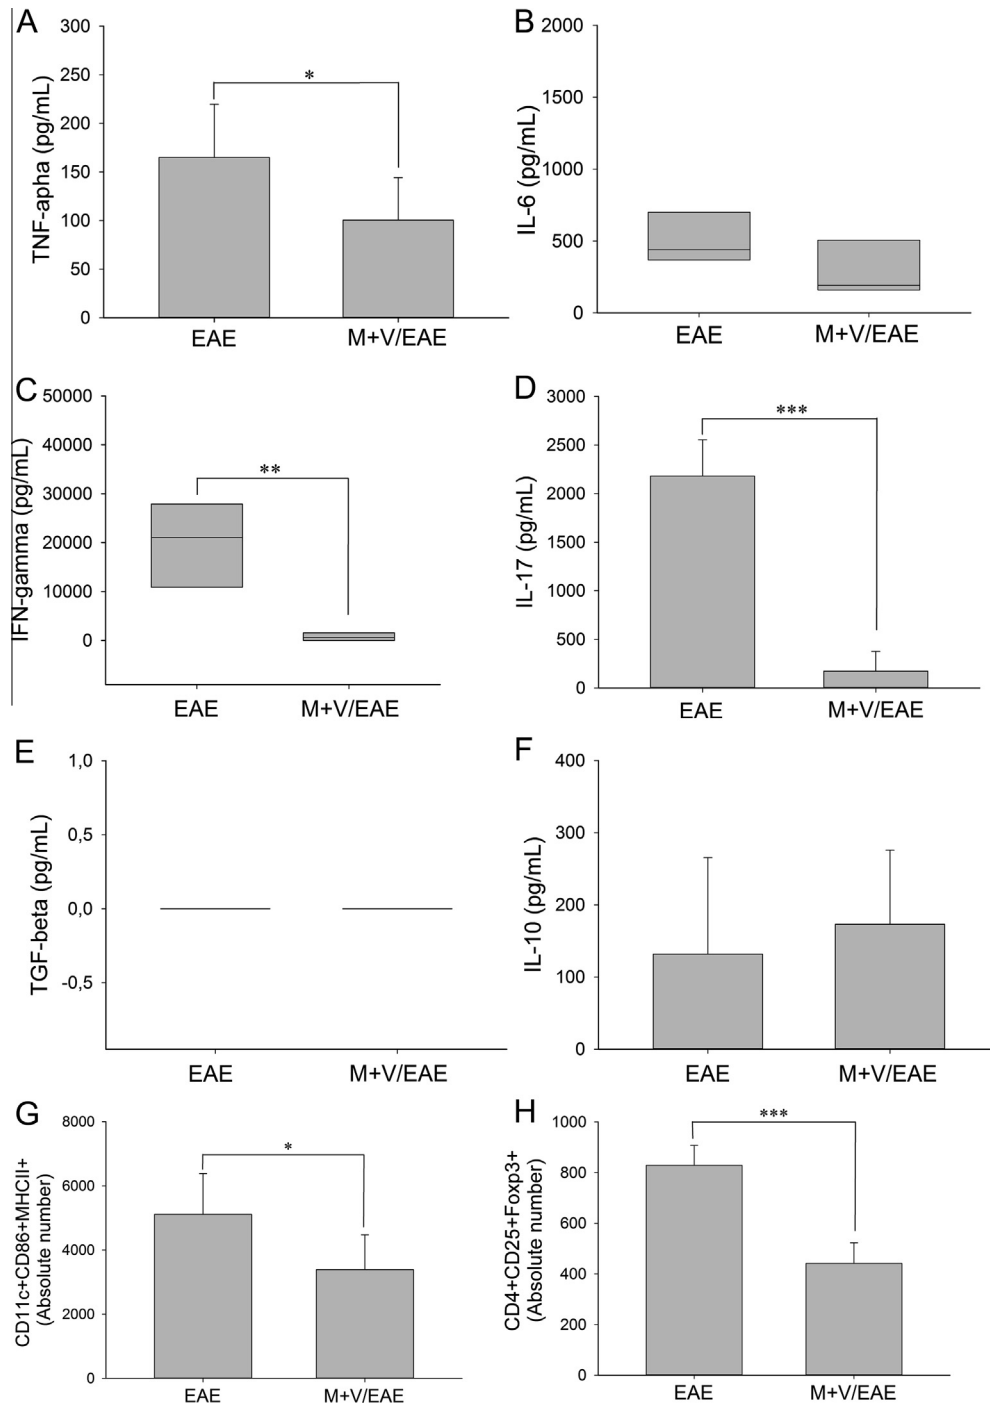 A
TNF-apha (pg/mL)
300
250
200
150
100
50
0
*
EAE
M+V/EAE
B
IL-6 (pg/mL)
2000
1500
1000
500
0
EAE
M+V/EAE
C
IFN-gamma (pg/mL)
50000
40000
30000
20000
10000
0
**
EAE
M+V/EAE
D
IL-17 (pg/mL)
3000
2500
2000
1500
1000
500
0
***
EAE
M+V/EAE
E
TGF-beta (pg/mL)
1,0
0,5
0,0
-0,5
EAE
M+V/EAE
F
IL-10 (pg/mL)
400
300
200
100
0
EAE
M+V/EAE
G
CD11c+CD86+MHCII+
(Absolute number)
8000
6000
4000
2000
0
*
EAE
M+V/EAE
H
CD4+CD25+Foxp3+
(Absolute number)
1000
800
600
400
200
0
***
EAE
M+V/EAE